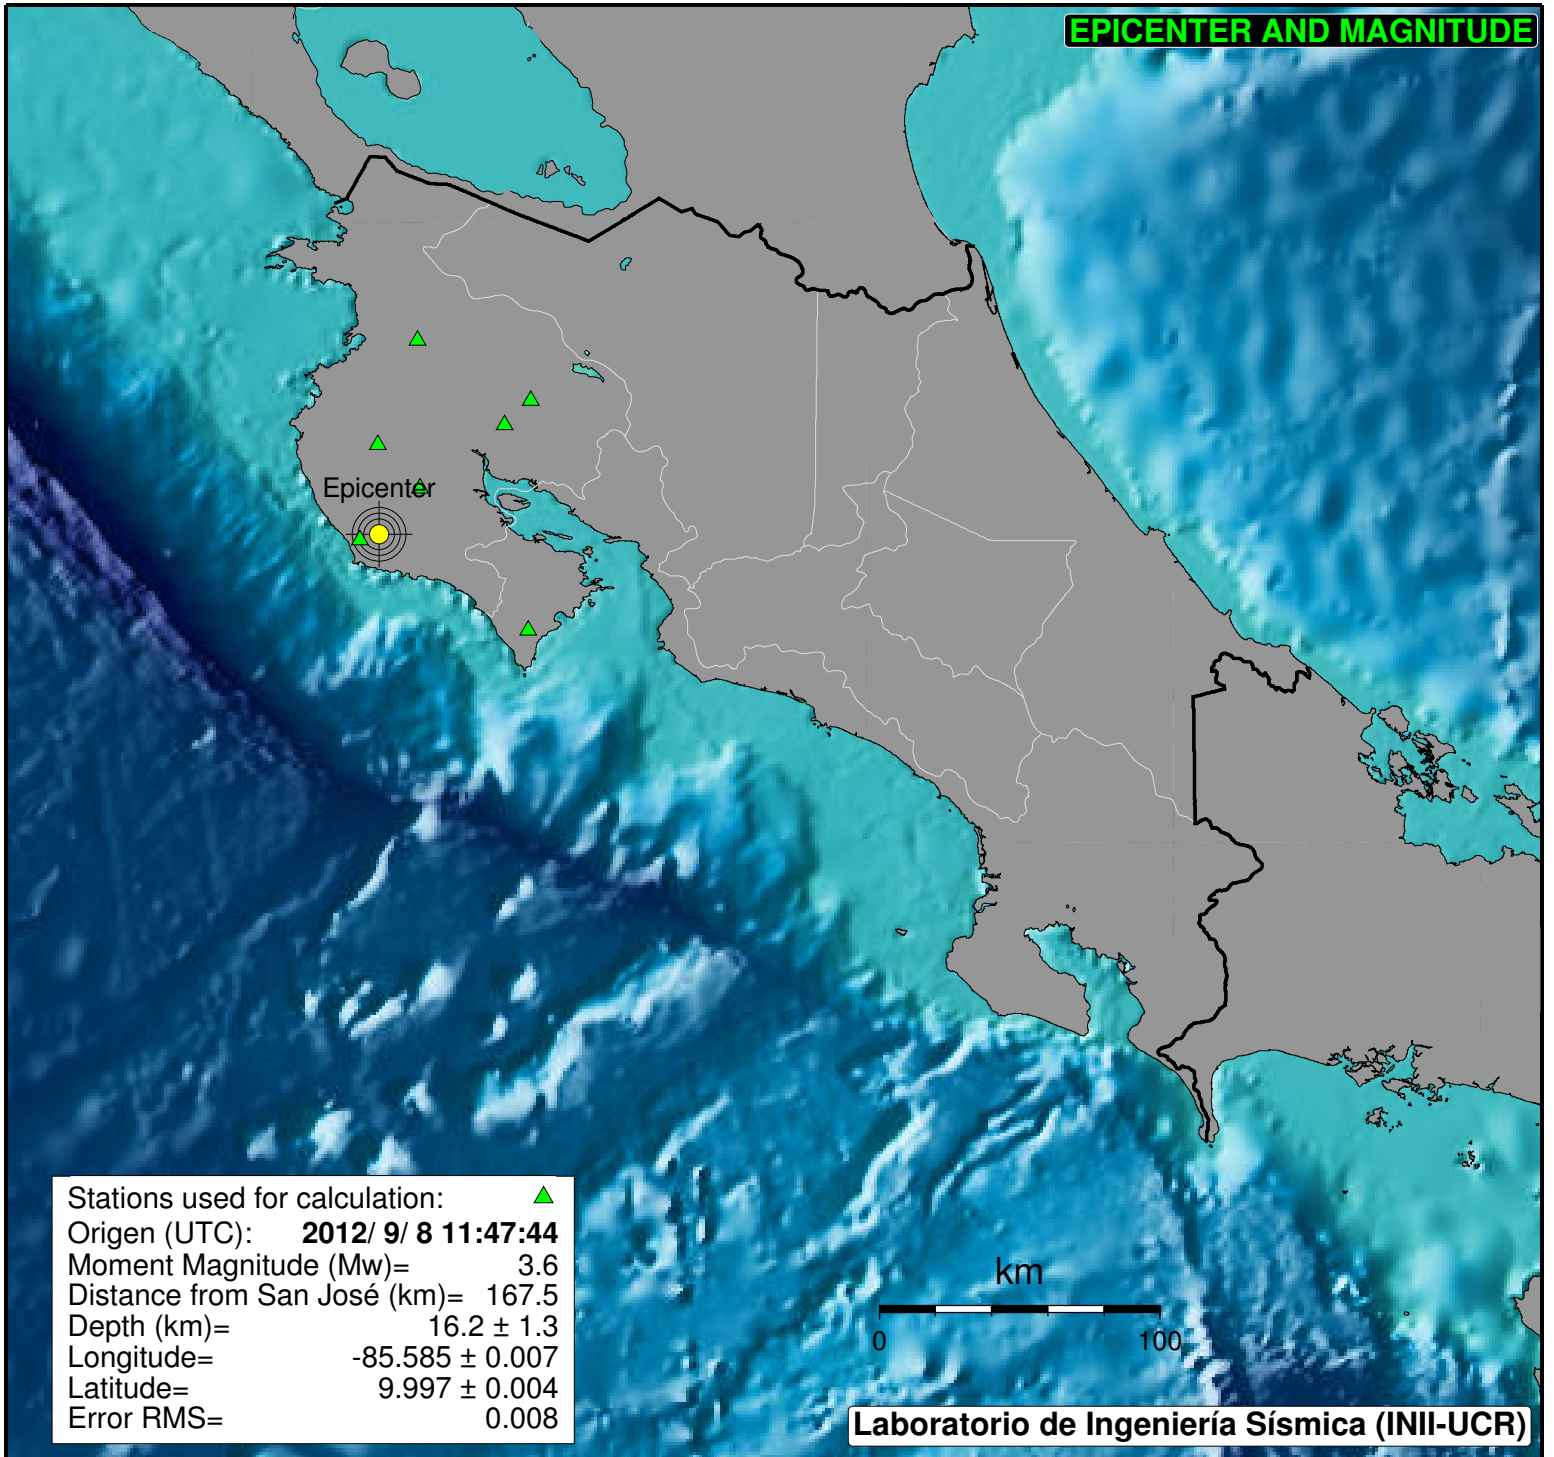 EPICENTER AND MAGNITUDE
Epicenter
Stations used for calculation:
Origen (UTC): 2012/ 9/ 8 11:47:44
Moment Magnitude (Mw)= 3.6
Distance from San José (km)= 167.5
Depth (km)= 16.2 ± 1.3
Longitude= -85.585 ± 0.007
Latitude= 9.997 ± 0.004
Error RMS= 0.008
km
0 100
Laboratorio de Ingeniería Sísmica (INII-UCR)